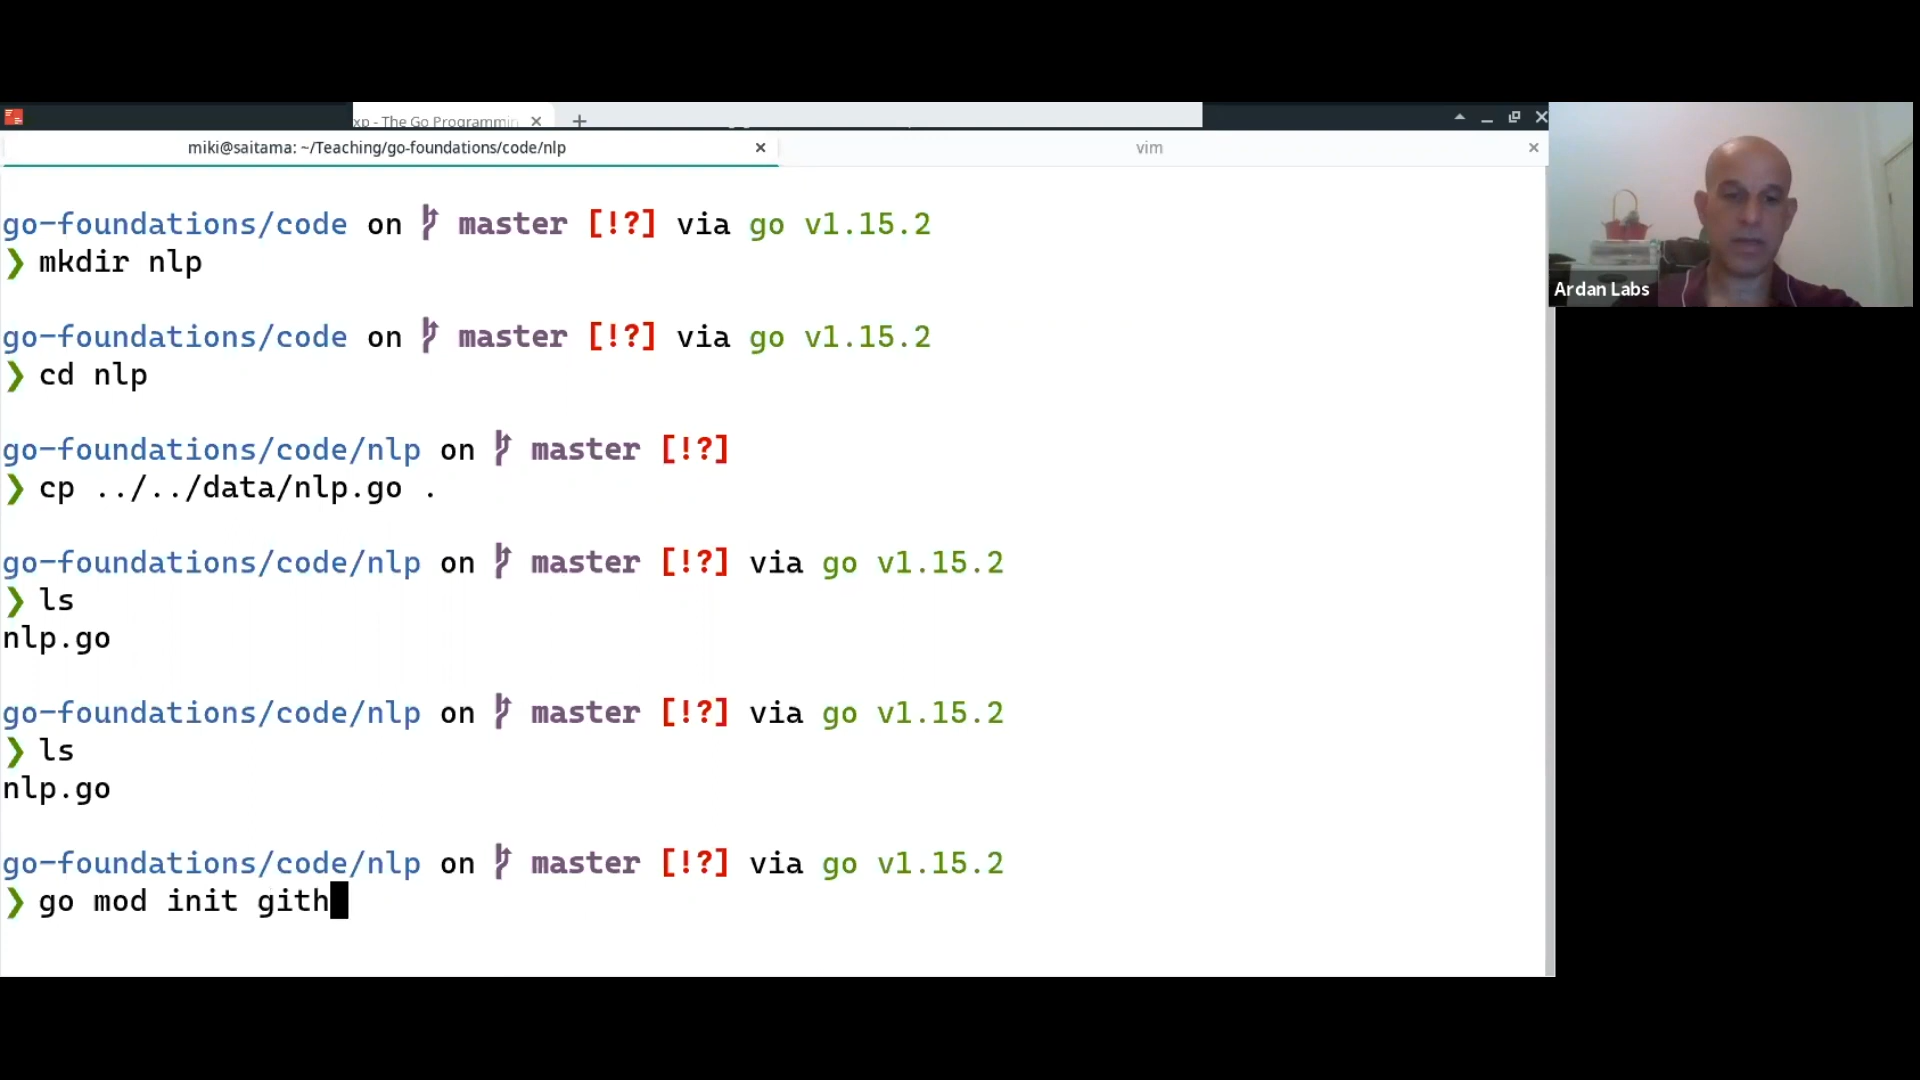 xp - The Go Programmin
miki@saitama: ~/Teaching/go-foundations/code/nlp
vim
go-foundations/code on master [!?] via go v1.15.2
❯ mkdir nlp
go-foundations/code on master [!?] via go v1.15.2
❯ cd nlp
go-foundations/code/nlp on master [!?]
❯ cp ../../data/nlp.go .
go-foundations/code/nlp on master [!?] via go v1.15.2
❯ ls
nlp.go
go-foundations/code/nlp on master [!?] via go v1.15.2
❯ ls
nlp.go
go-foundations/code/nlp on master [!?] via go v1.15.2
❯ go mod init gith
Ardan Labs